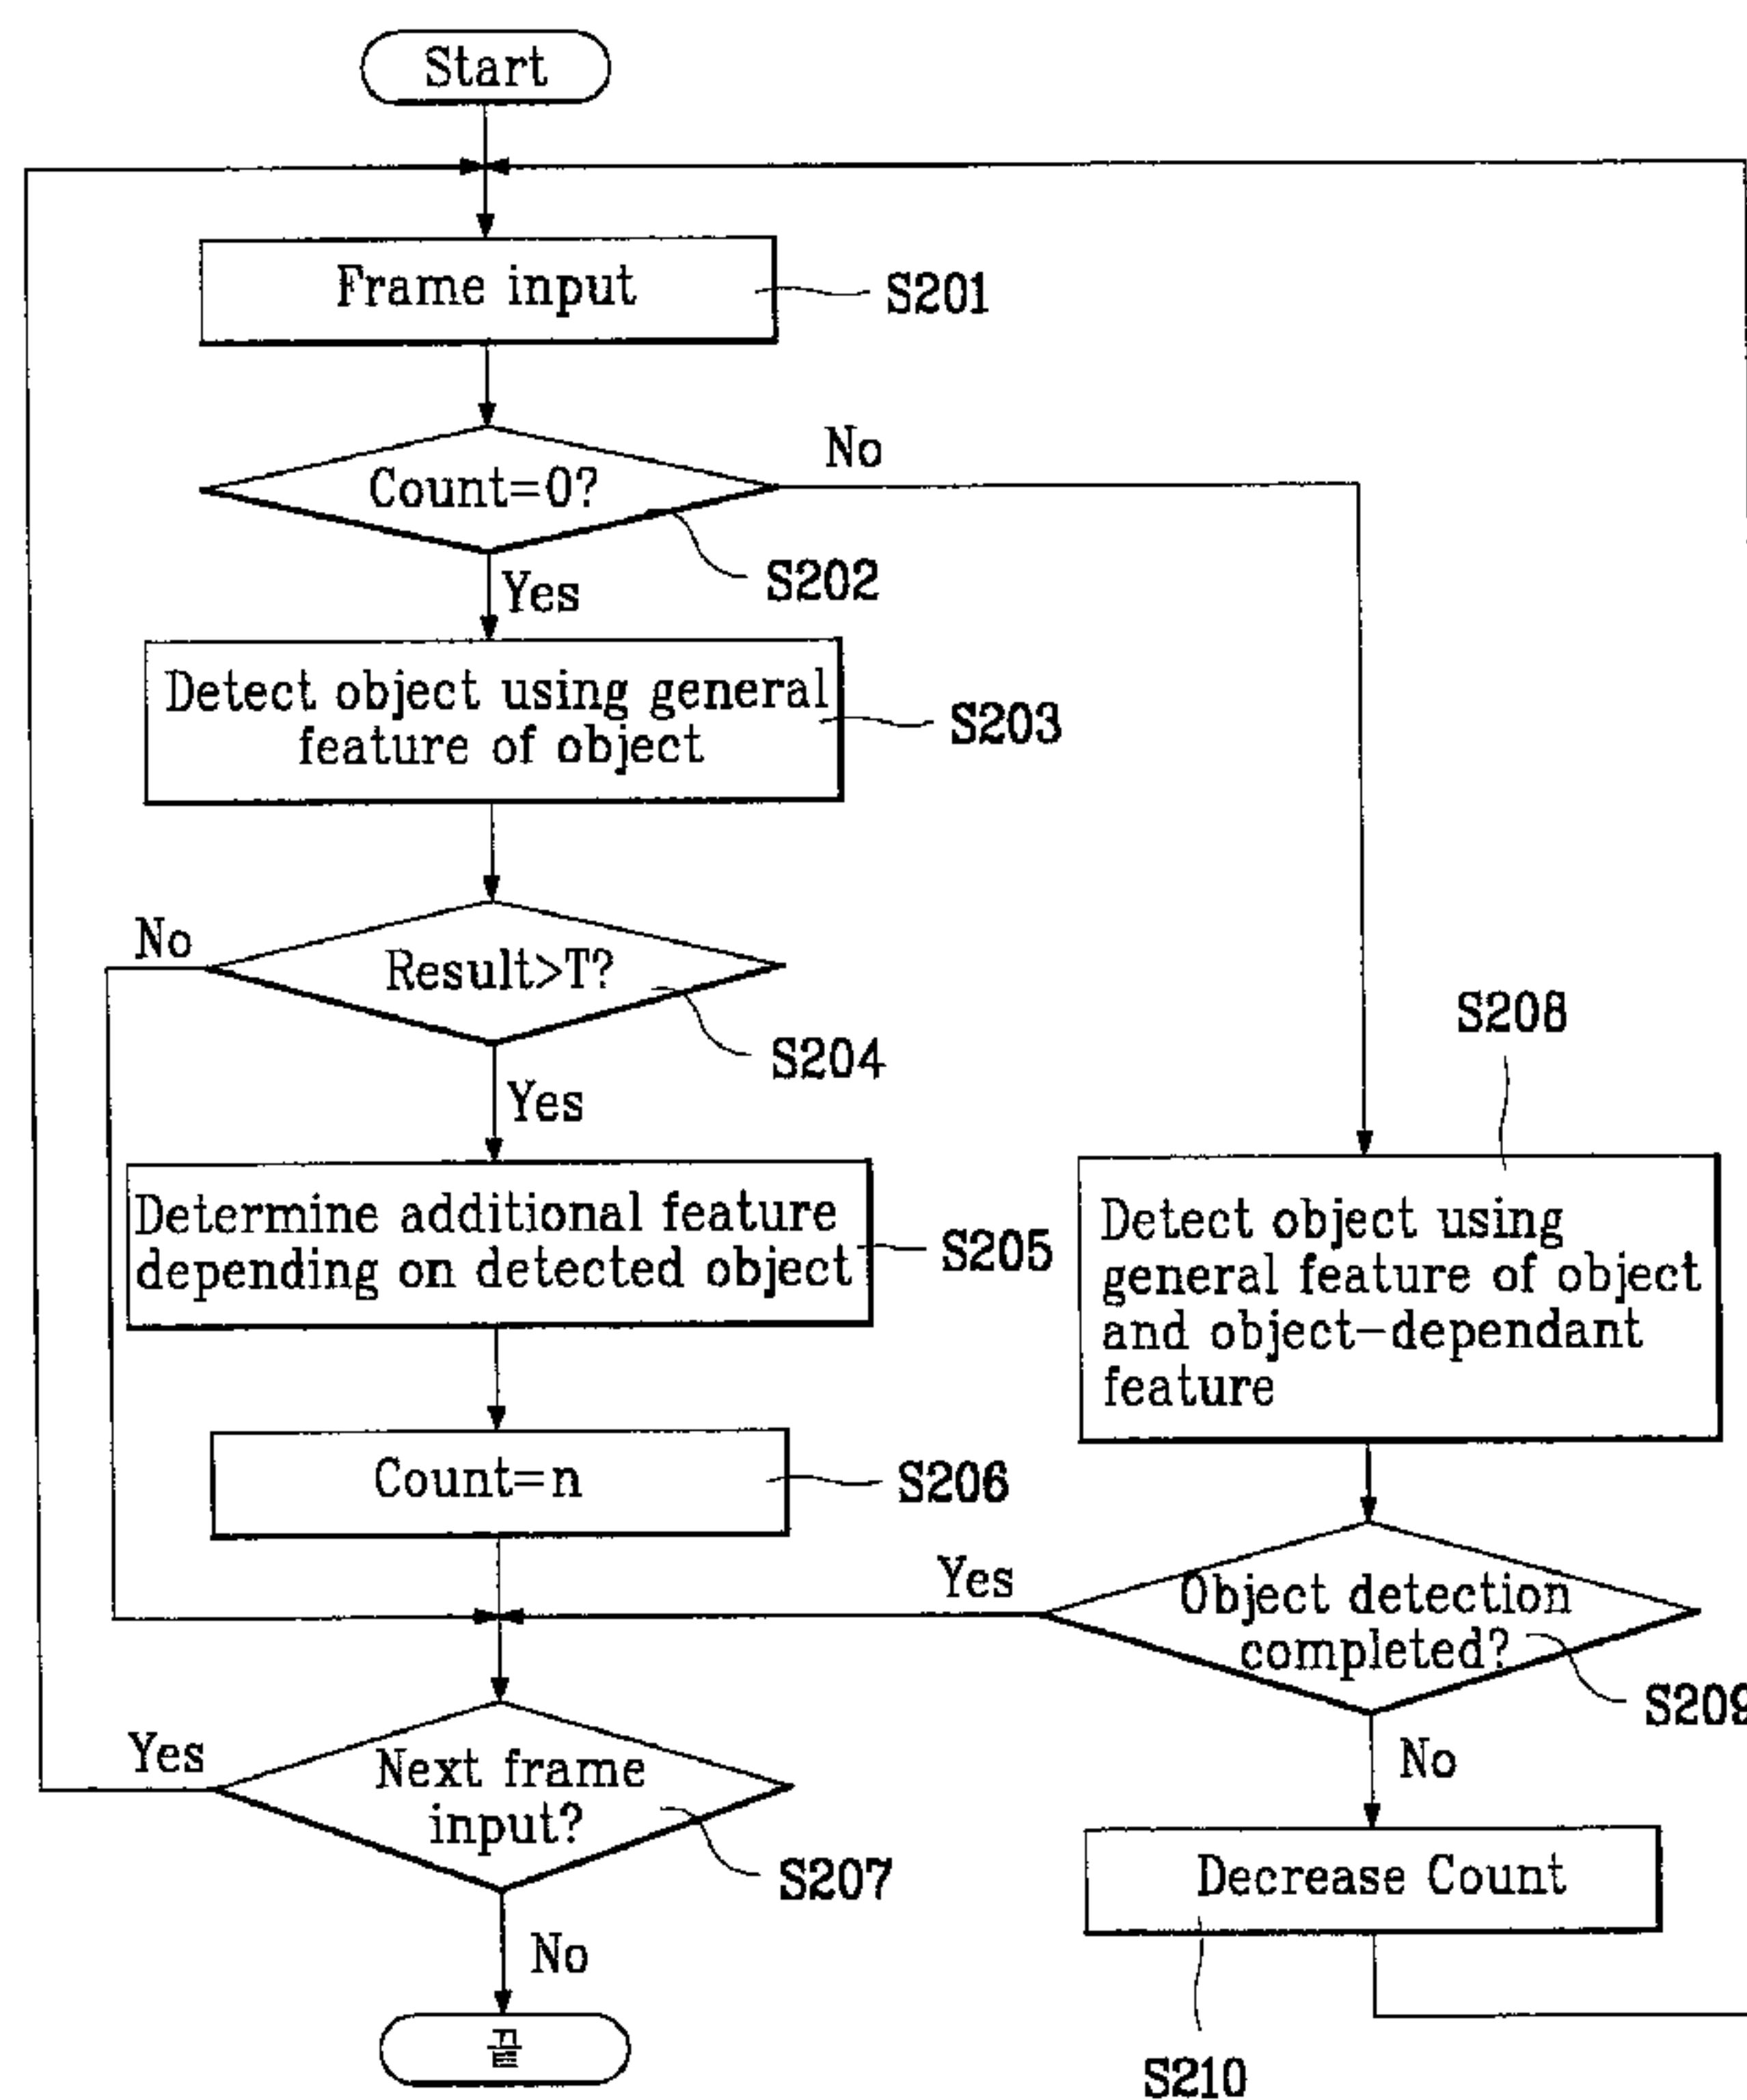 Start
Frame input
S201
Count=0?
No
S202
Yes
Detect object using general
feature of object
S203
No
Result>T?
S204
Yes
Determine additional feature
depending on detected object
S205
S208
Detect object using
general feature of object
and object-dependant
feature
Count=n
S206
Yes
Object detection
completed?
S209
Yes
Next frame
input?
S207
No
No
Decrease Count
S210
끝